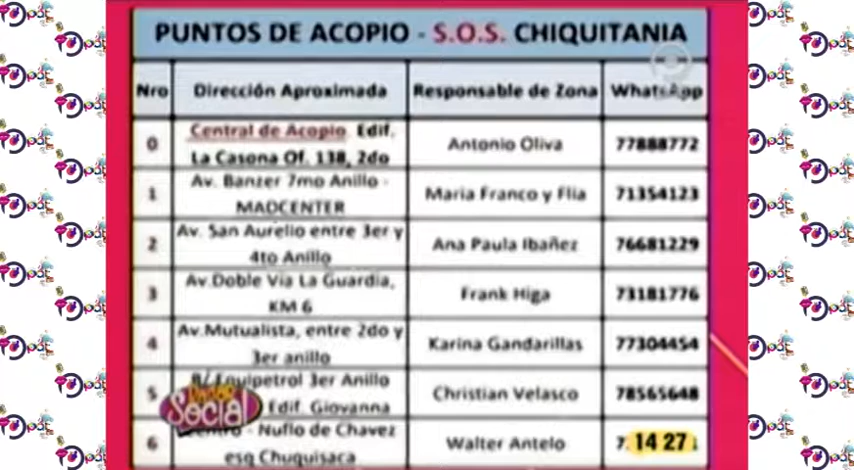 PUNTOS DE ACOPIO - S.O.S. CHIQUITANIA
Nro Dirección Aproximada Responsable de Zona WhatsApp
0 Central de Acopio Edif. La Casona Of. 138, 2do Antonio Oliva 77888772
1 Av. Banzer 7mo Anillo - MADCENTER Maria Franco y Flia 71354123
2 Av. San Aurelio entre 3er y 4to Anillo Ana Paula Ibañez 76681229
3 Av.Doble Via La Guardia, KM 6 Frank Higa 73181776
4 Av.Mutualista, entre 2do y 3er anillo Karina Gandarillas 77304454
5 B/ Equipetrol 3er Anillo Edif. Giovanna Christian Velasco 78565648
6 - Nuflo de Chavez esq Chuquisaca Walter Antelo
Social
14 27